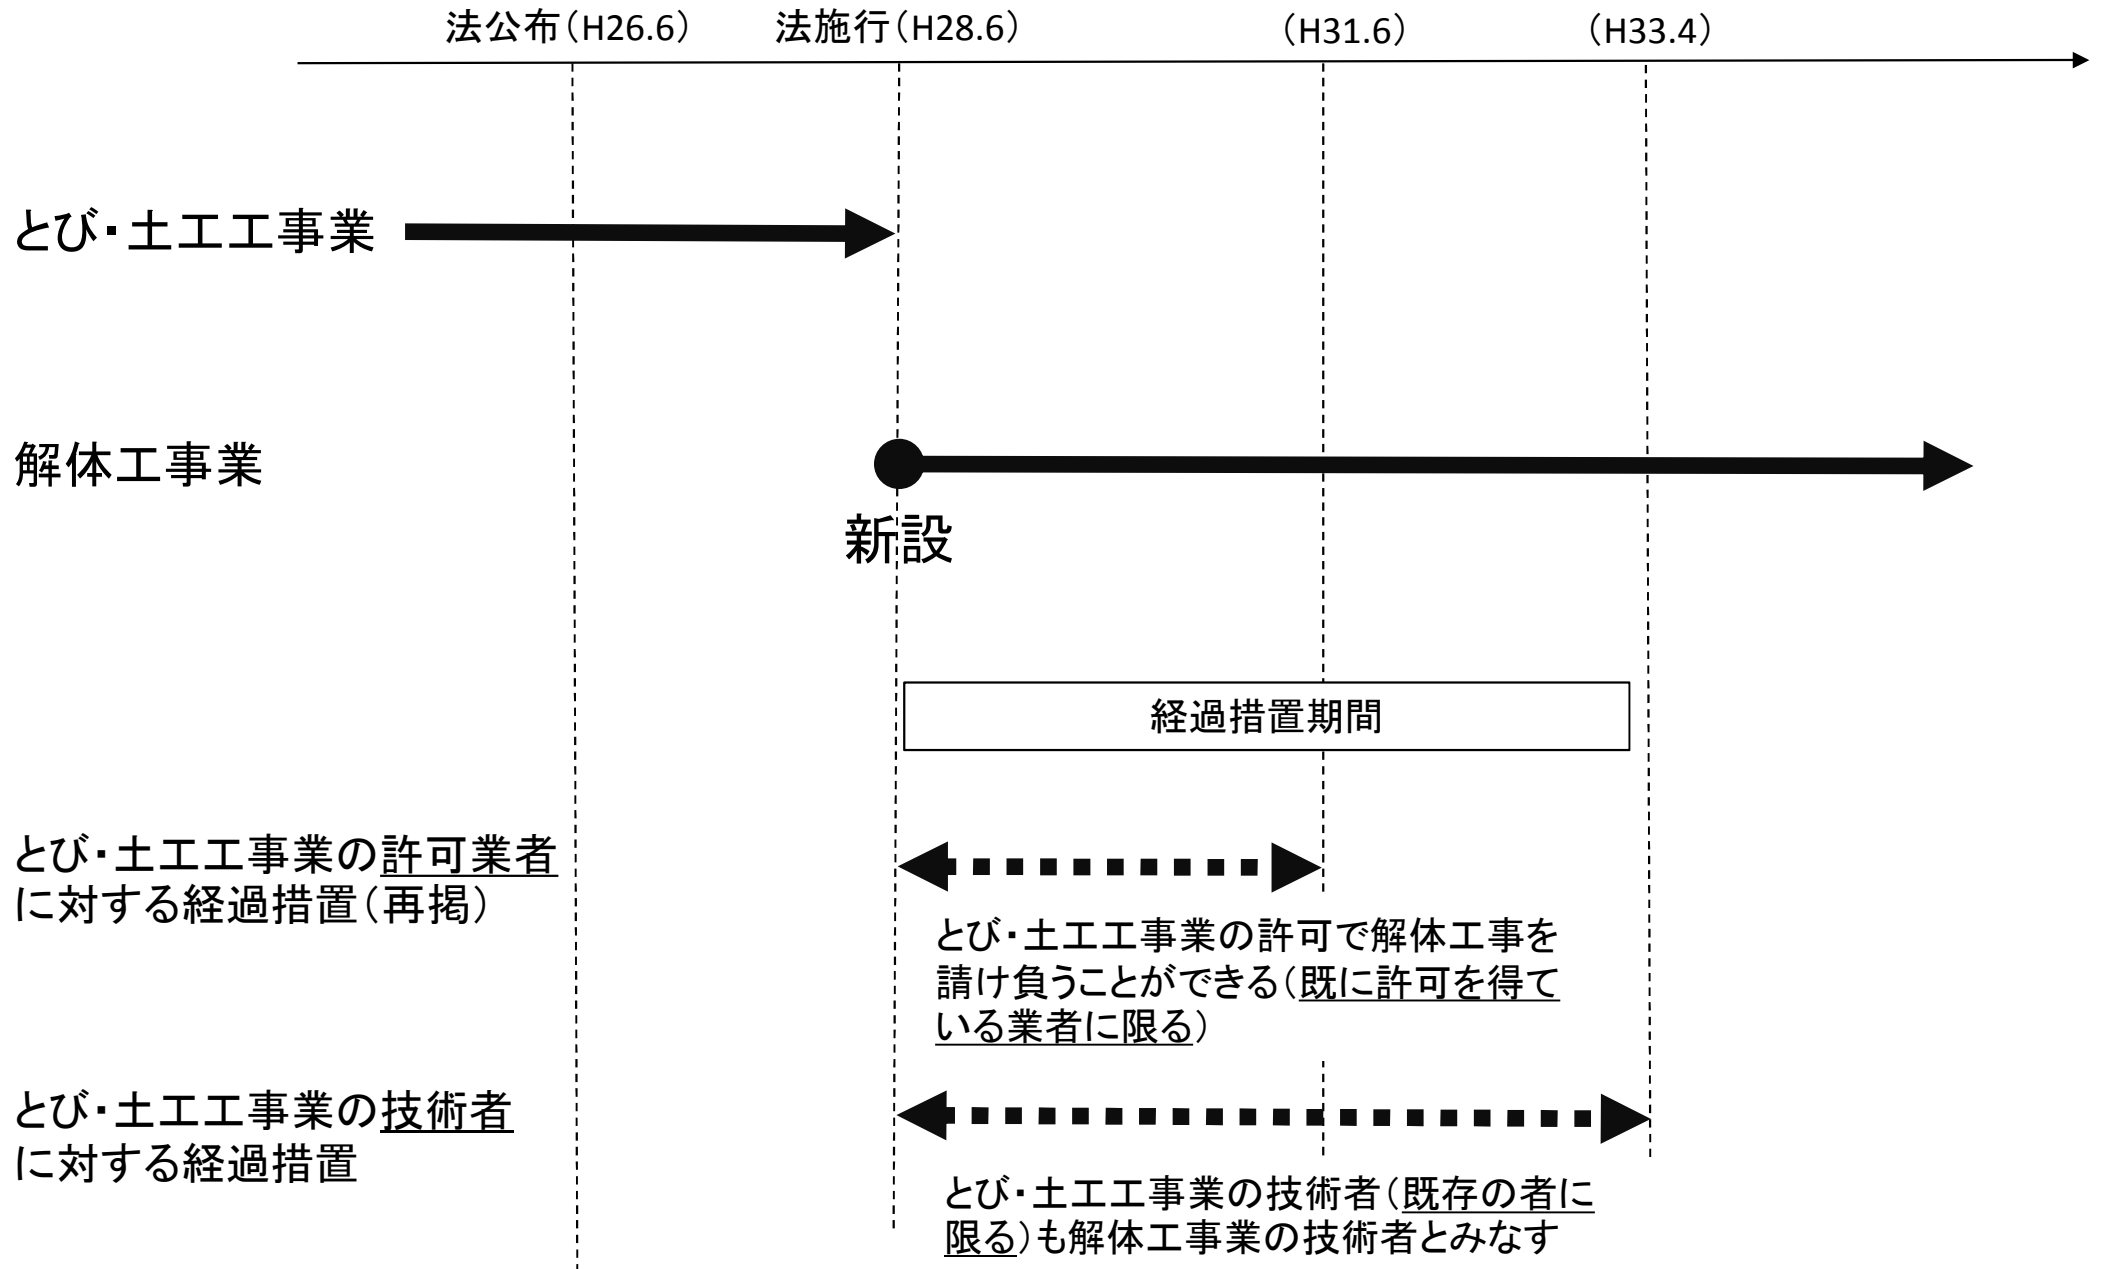 法公布(H26.6)
法施行(H28.6)
(H31.6)
(H33.4)
とび・土工工事業
解体工事業
新設
経過措置期間
とび・土工工事業の許可業者
に対する経過措置(再掲)
とび・土工工事業の許可で解体工事を
請け負うことができる(既に許可を得て
いる業者に限る)
とび・土工工事業の技術者
に対する経過措置
とび・土工工事業の技術者(既存の者に
限る)も解体工事業の技術者とみなす